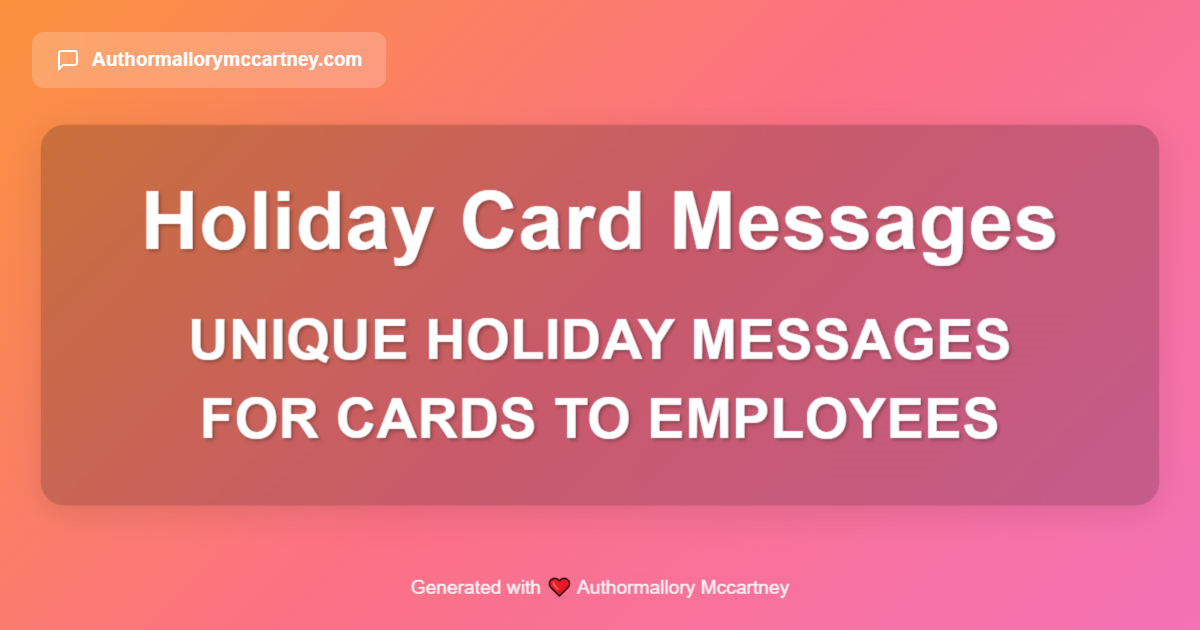 Authormallorymccartney.com
Holiday Card Messages
UNIQUE HOLIDAY MESSAGES
FOR CARDS TO EMPLOYEES
Generated with ❤️ Authormallory Mccartney